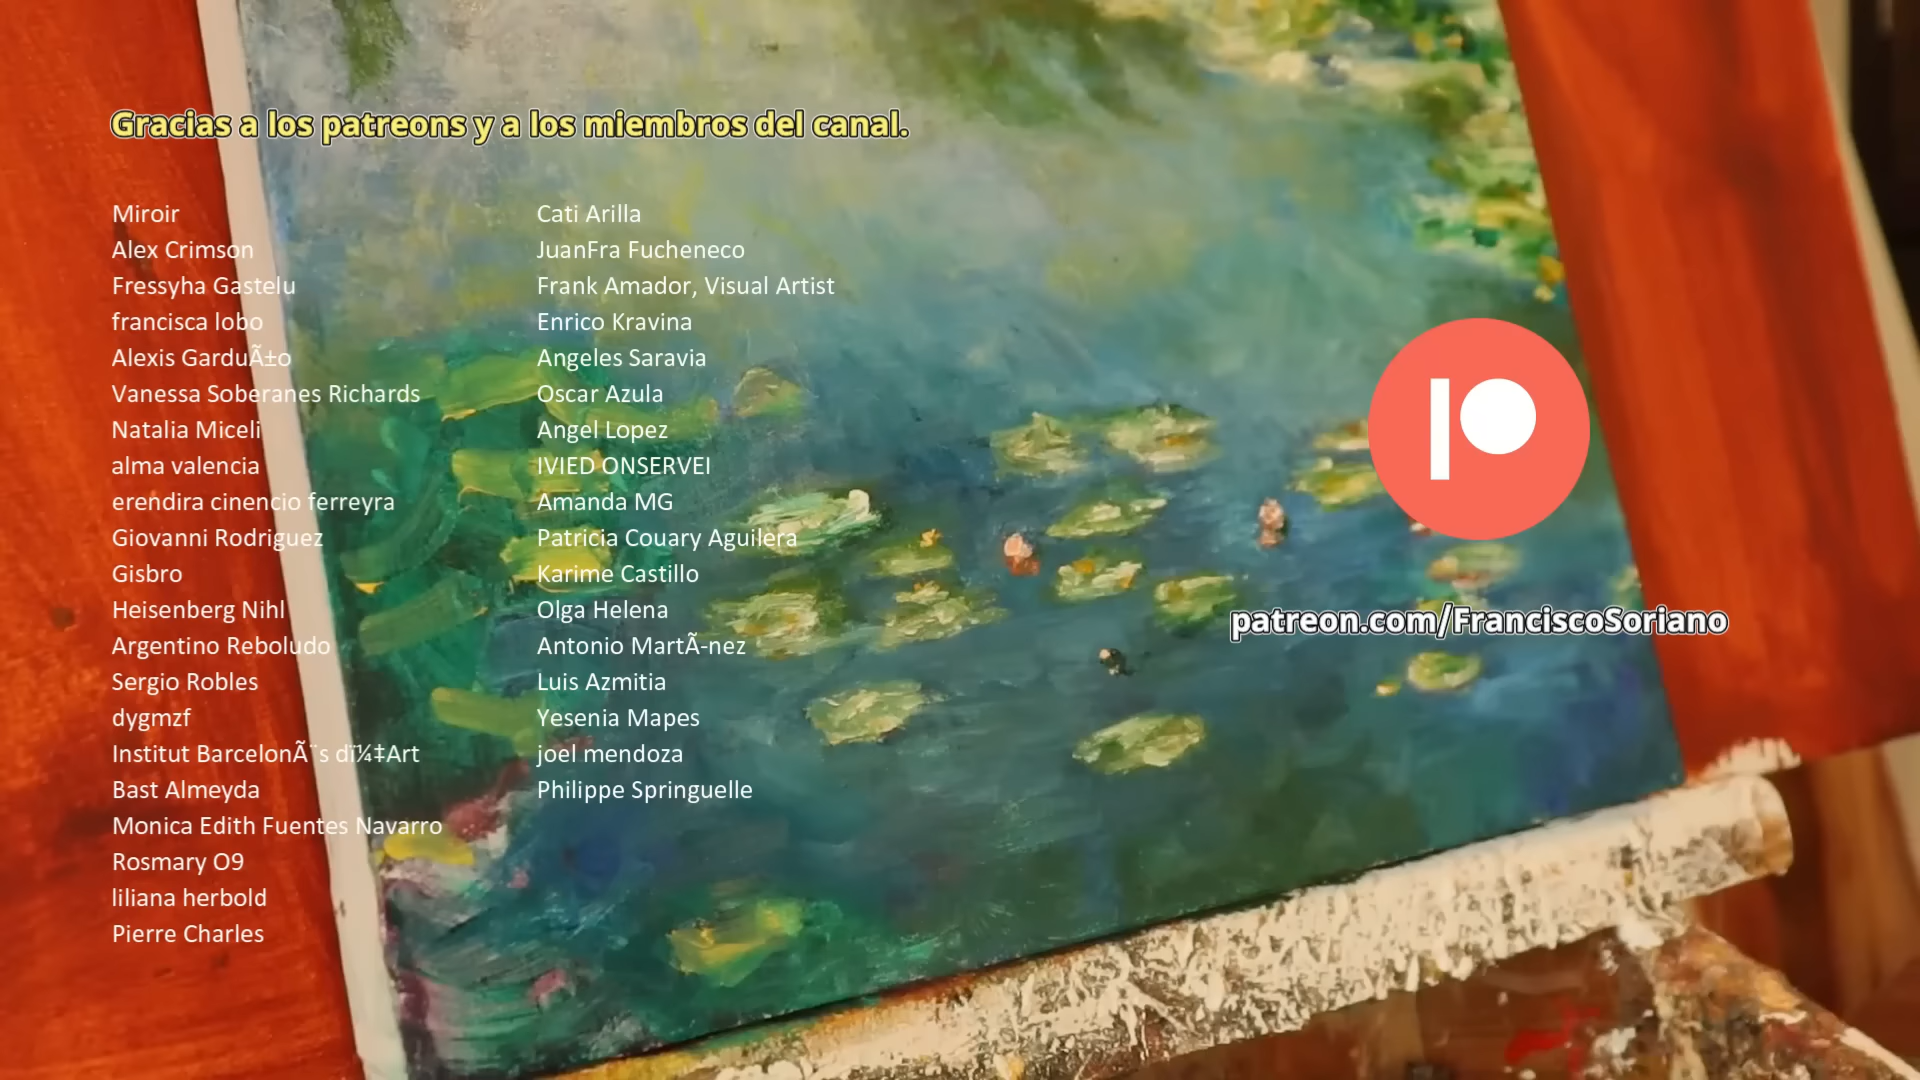 Gracias a los patreons y a los miembros del canal.
Miroir
Alex Crimson
Fressyha Gastelu
francisca lobo
Alexis GarduÃ±o
Vanessa Soberanes Richards
Natalia Miceli
alma valencia
erendira cinencio ferreyra
Giovanni Rodriguez
Gisbro
Heisenberg Nihl
Argentino Reboludo
Sergio Robles
dygmzf
Institut BarcelonÃ¨s dï¼‡Art
Bast Almeyda
Monica Edith Fuentes Navarro
Rosmary O9
liliana herbold
Pierre Charles
Cati Arilla
JuanFra Fucheneco
Frank Amador, Visual Artist
Enrico Kravina
Angeles Saravia
Oscar Azula
Angel Lopez
IVIED ONSERVEI
Amanda MG
Patricia Couary Aguilera
Karime Castillo
Olga Helena
Antonio MartÃ-nez
Luis Azmitia
Yesenia Mapes
joel mendoza
Philippe Springuelle
patreon.com/FranciscoSoriano